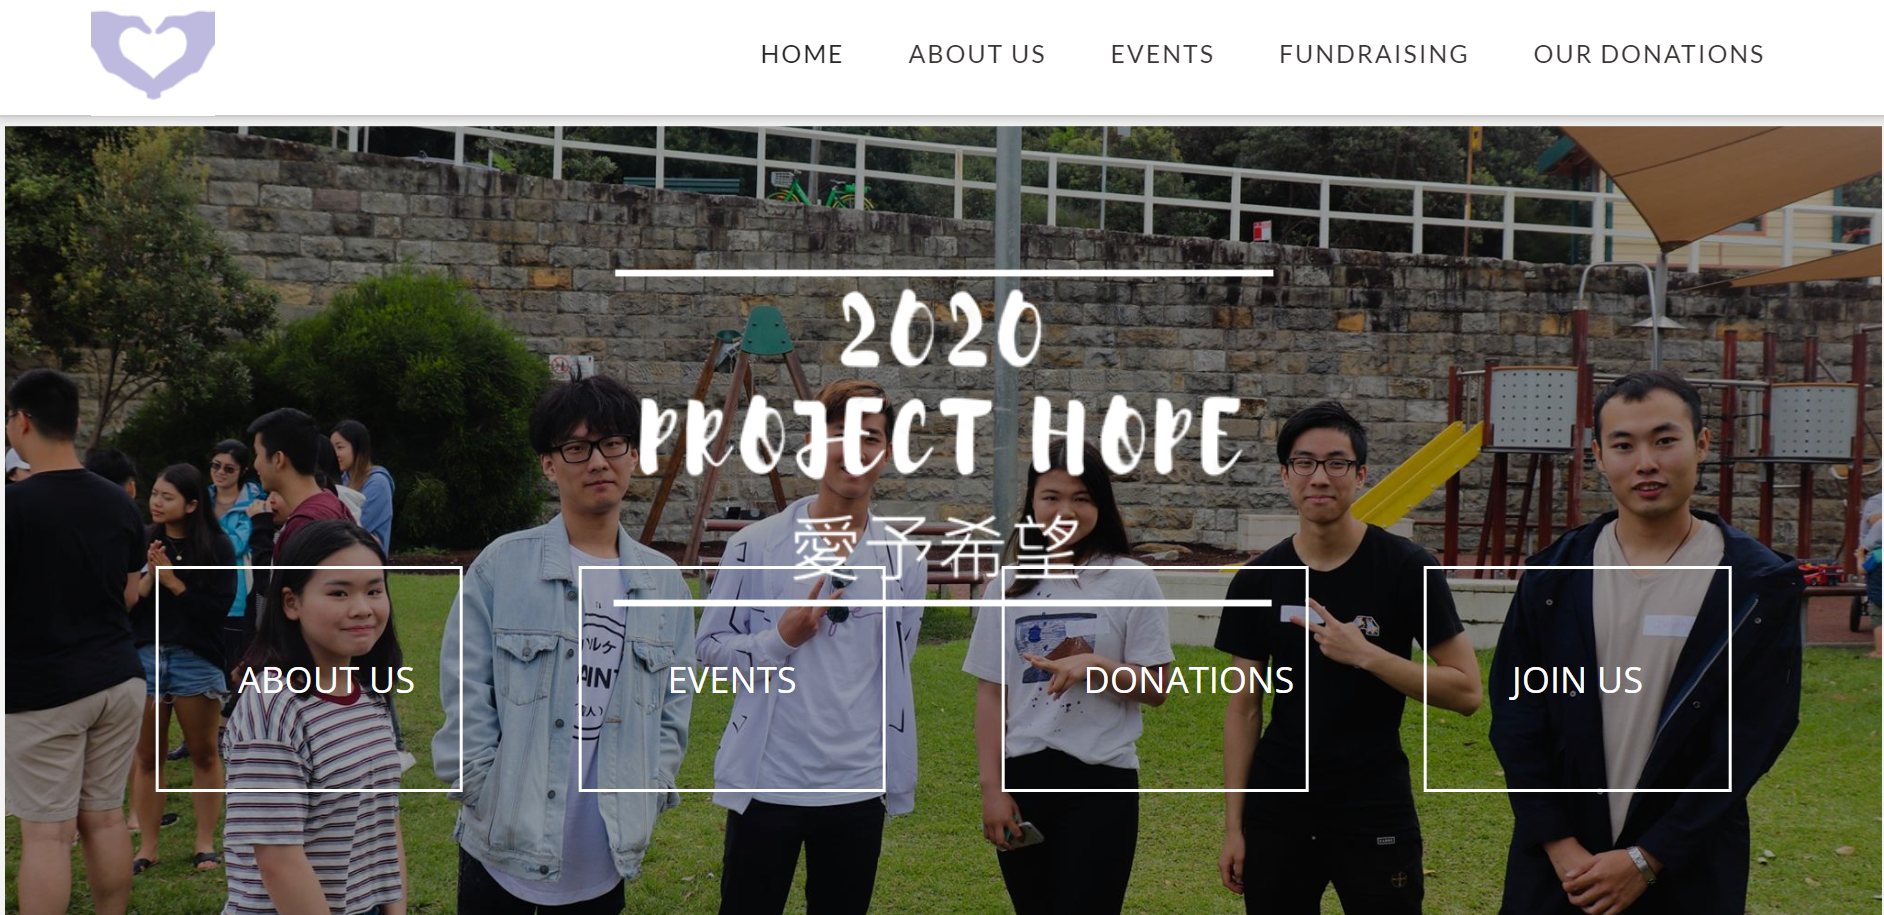 HOME ABOUT US EVENTS FUNDRAISING OUR DONATIONS
2020
PROJECT HOPE
愛予希望
ABOUT US EVENTS DONATIONS JOIN US